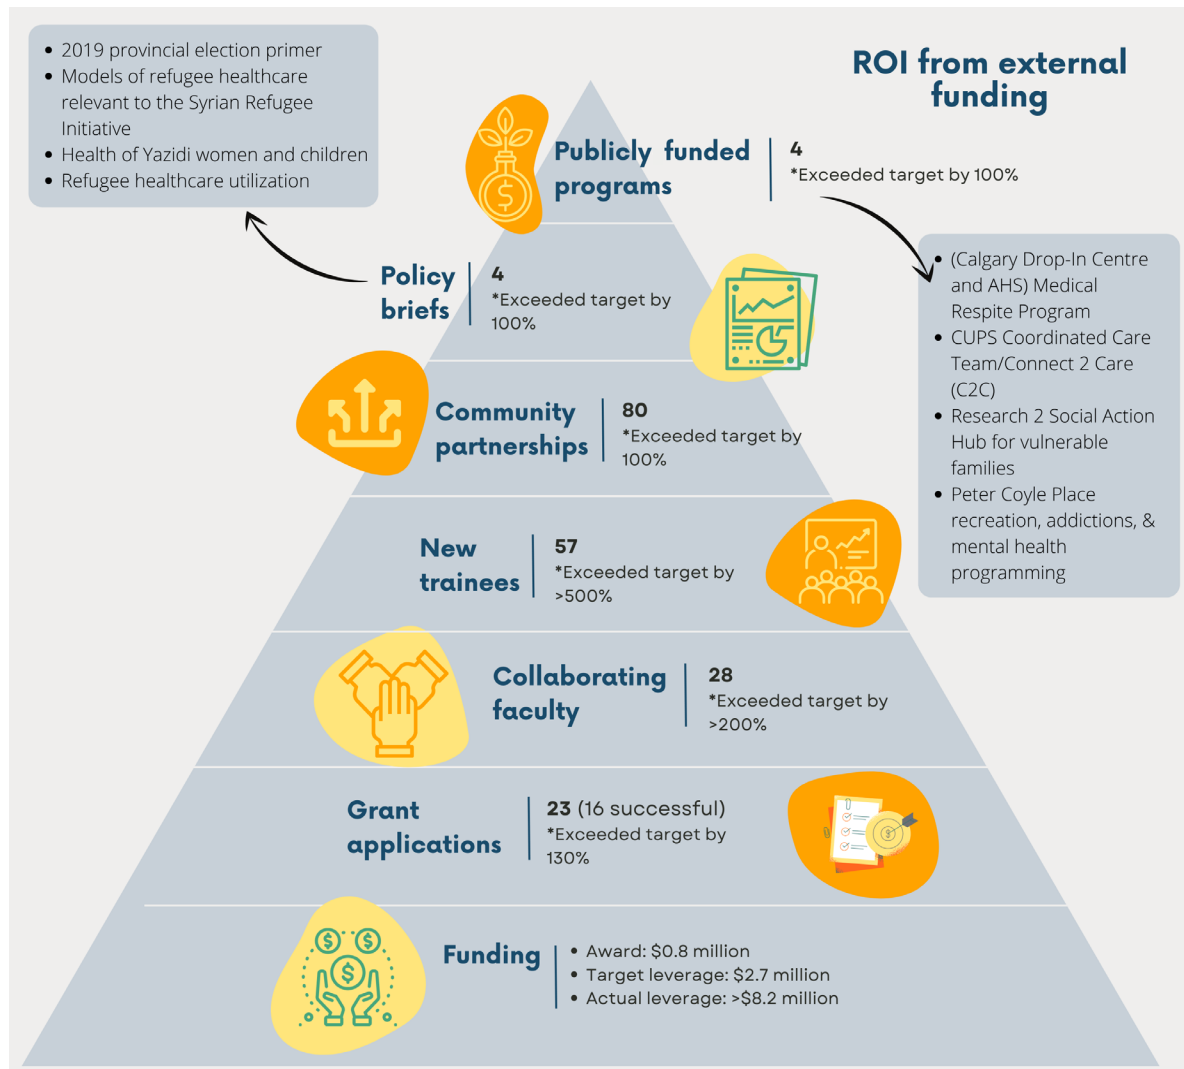 • 2019 provincial election primer
• Models of refugee healthcare
relevant to the Syrian Refugee
Initiative
• Health of Yazidi women and children
• Refugee healthcare utilization
ROI from external
funding
Publicly funded
programs
4
*Exceeded target by 100%
• (Calgary Drop-In Centre
and AHS) Medical
Respite Program
• CUPS Coordinated Care
Team/Connect 2 Care
(C2C)
• Research 2 Social Action
Hub for vulnerable
families
• Peter Coyle Place
recreation, addictions, &
mental health
programming
Policy
briefs
4
*Exceeded target by
100%
Community
partnerships
80
*Exceeded target by
100%
New
trainees
57
*Exceeded target by
>500%
Collaborating
faculty
28
*Exceeded target by
>200%
Grant
applications
23 (16 successful)
*Exceeded target by
130%
Funding
• Award: $0.8 million
• Target leverage: $2.7 million
• Actual leverage: >$8.2 million